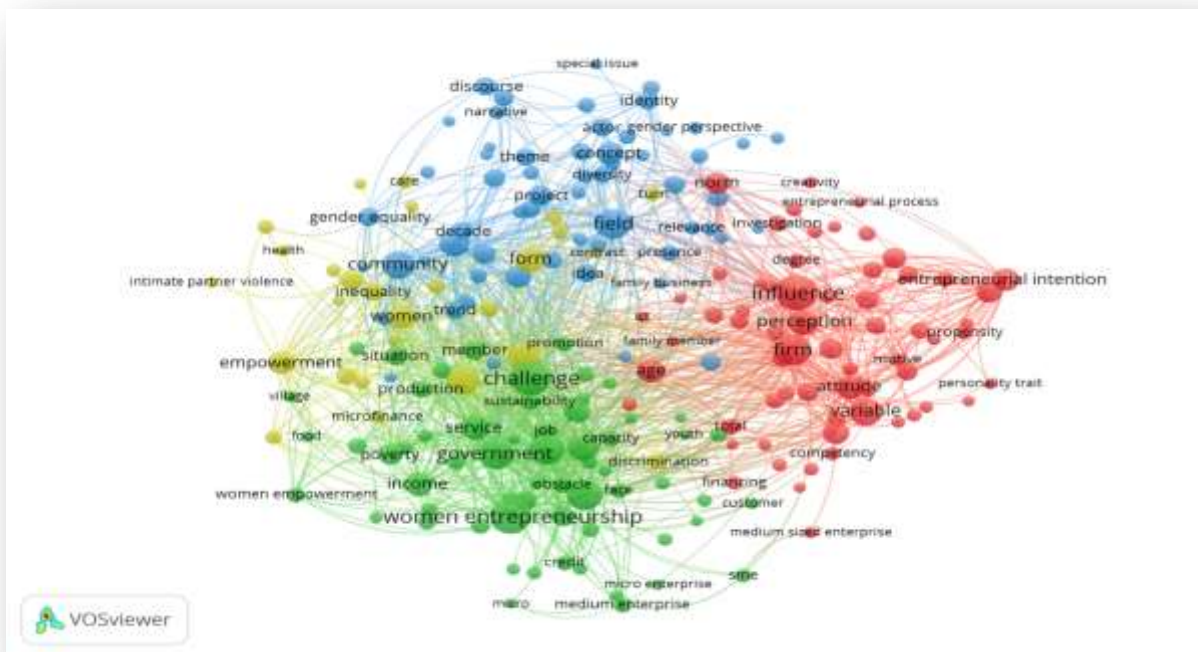 special issue
discourse
identity
narrative
actor gender perspective
theme
concept
diversity
care
norm
creativity
project
turn
entrepreneurial process
gender equality
field
relevance
investigation
decade
health
form
contrast
presence
degree
community
idea
intimate partner violence
family business
entrepreneurial intention
inequality
influence
women
trend
ict
perception
propensity
situation
member
promotion
family member
firm
motive
empowerment
challenge
age
personality trait
village
production
sustainability
attitude
microfinance
variable
food
service
job
capacity
youth
total
poverty
government
discrimination
competency
women empowerment
income
obstacle
face
financing
customer
women entrepreneurship
medium sized enterprise
credit
micro enterprise
sme
micro
medium enterprise
VOSviewer